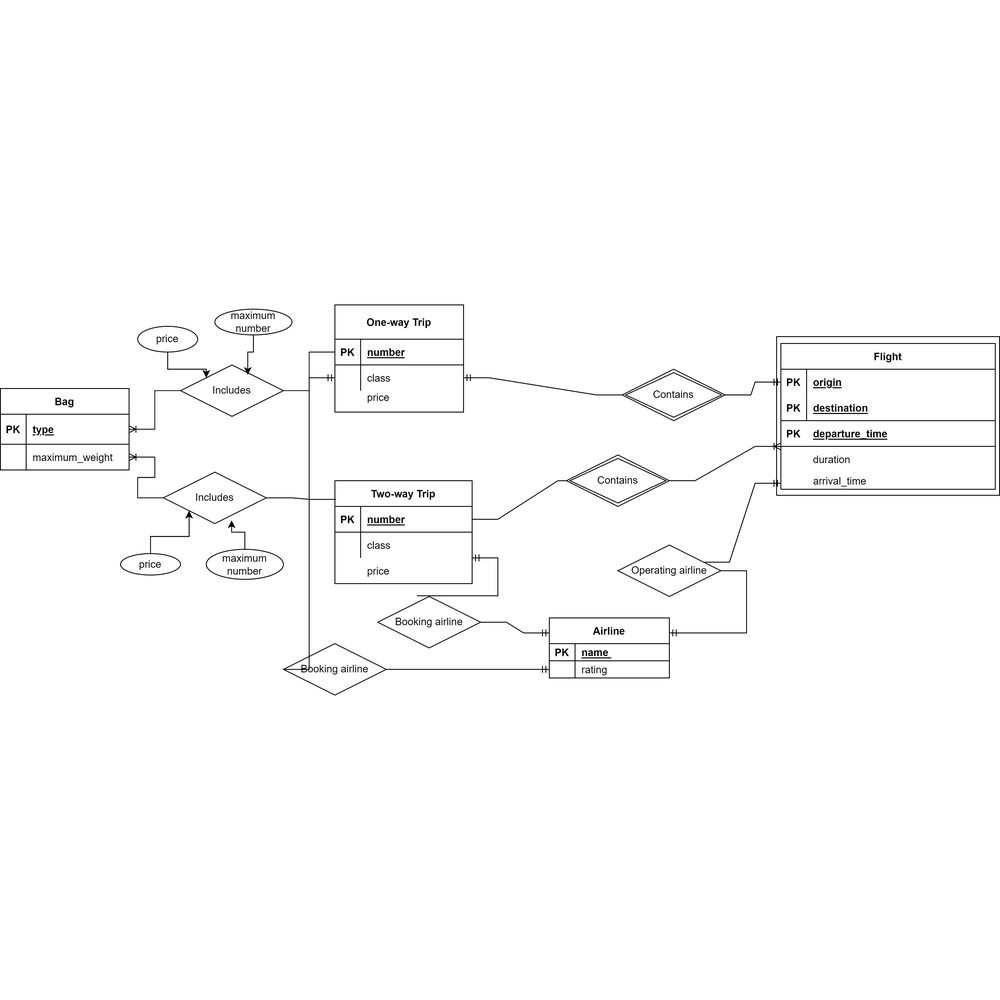 One-way Trip
PK number
class
price
maximum
number
price
Includes
Bag
PK type
maximum_weight
Includes
price
maximum
number
Two-way Trip
PK number
class
price
Contains
Contains
Flight
PK origin
PK destination
PK departure_time
duration
arrival_time
Operating airline
Booking airline
Booking airline
Airline
PK name
rating